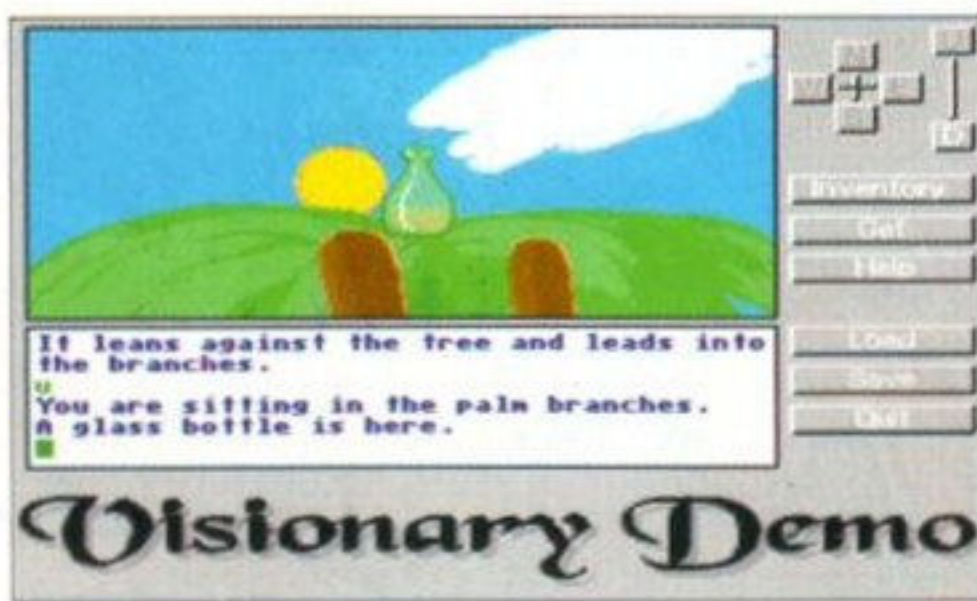 It leans against the tree and leads into
the branches.
u
You are sitting in the palm branches.
A glass bottle is here.
Inventory
Get
Help
Load
Save
Quit
Visionary Demo